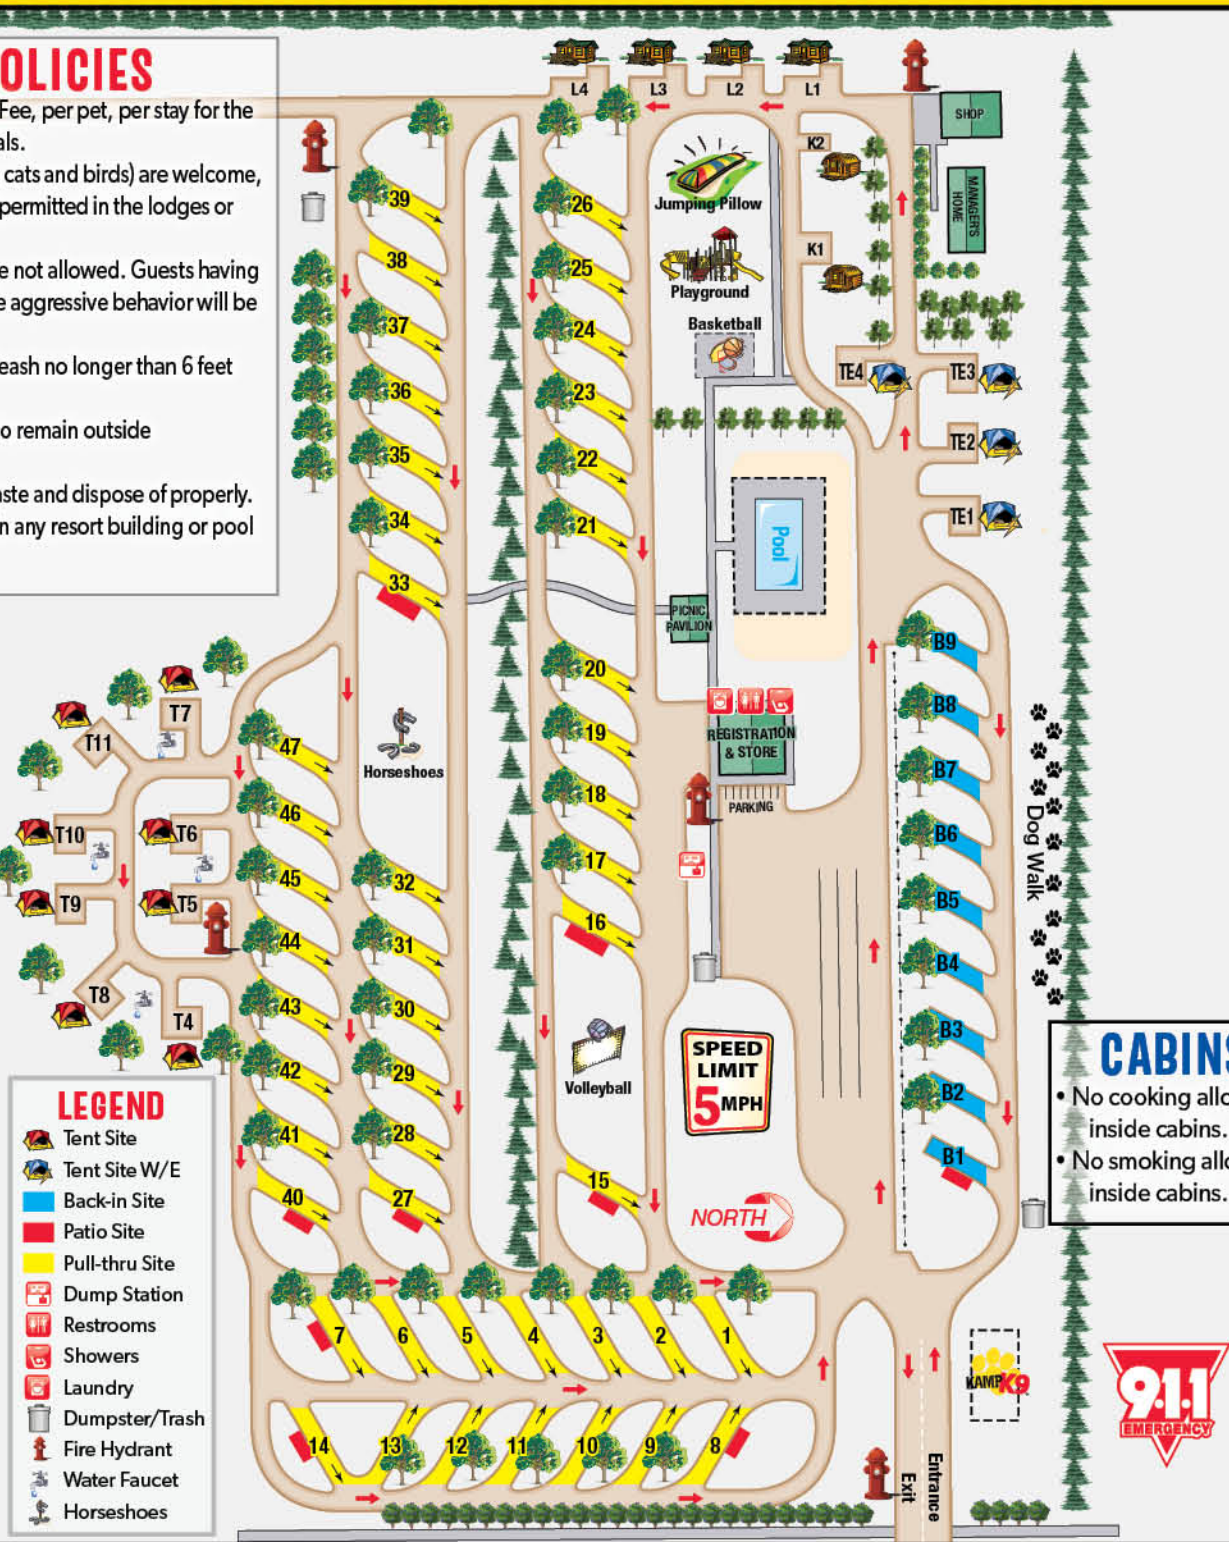 OLICIES
Fee, per pet, per stay for the
als.
cats and birds) are welcome,
permitted in the lodges or
e not allowed. Guests having
e aggressive behavior will be
eash no longer than 6 feet
o remain outside
aste and dispose of properly.
n any resort building or pool
L4
L3
L2
L1
SHOP
K2
MANAGER'S
HOME
K1
Jumping Pillow
Playground
Basketball
TE4
TE3
TE2
TE1
39
38
37
36
35
34
33
26
25
24
23
22
21
Pool
PICNIC
PAVILION
20
19
18
17
16
REGISTRATION
& STORE
PARKING
Horseshoes
B9
B8
B7
B6
B5
B4
B3
B2
B1
Dog Walk
T7
T11
T10
T6
T9
T5
T8
T4
47
46
45
44
43
42
41
40
32
31
30
29
28
27
Volleyball
15
SPEED
LIMIT
5 MPH
NORTH
CABINS
• No cooking allo
inside cabins.
• No smoking allo
inside cabins.
LEGEND
Tent Site
Tent Site W/E
Back-in Site
Patio Site
Pull-thru Site
Dump Station
Restrooms
Showers
Laundry
Dumpster/Trash
Fire Hydrant
Water Faucet
Horseshoes
7
6
5
4
3
2
1
14
13
12
11
10
9
8
Exit
Entrance
KAMP K9
911
EMERGENCY